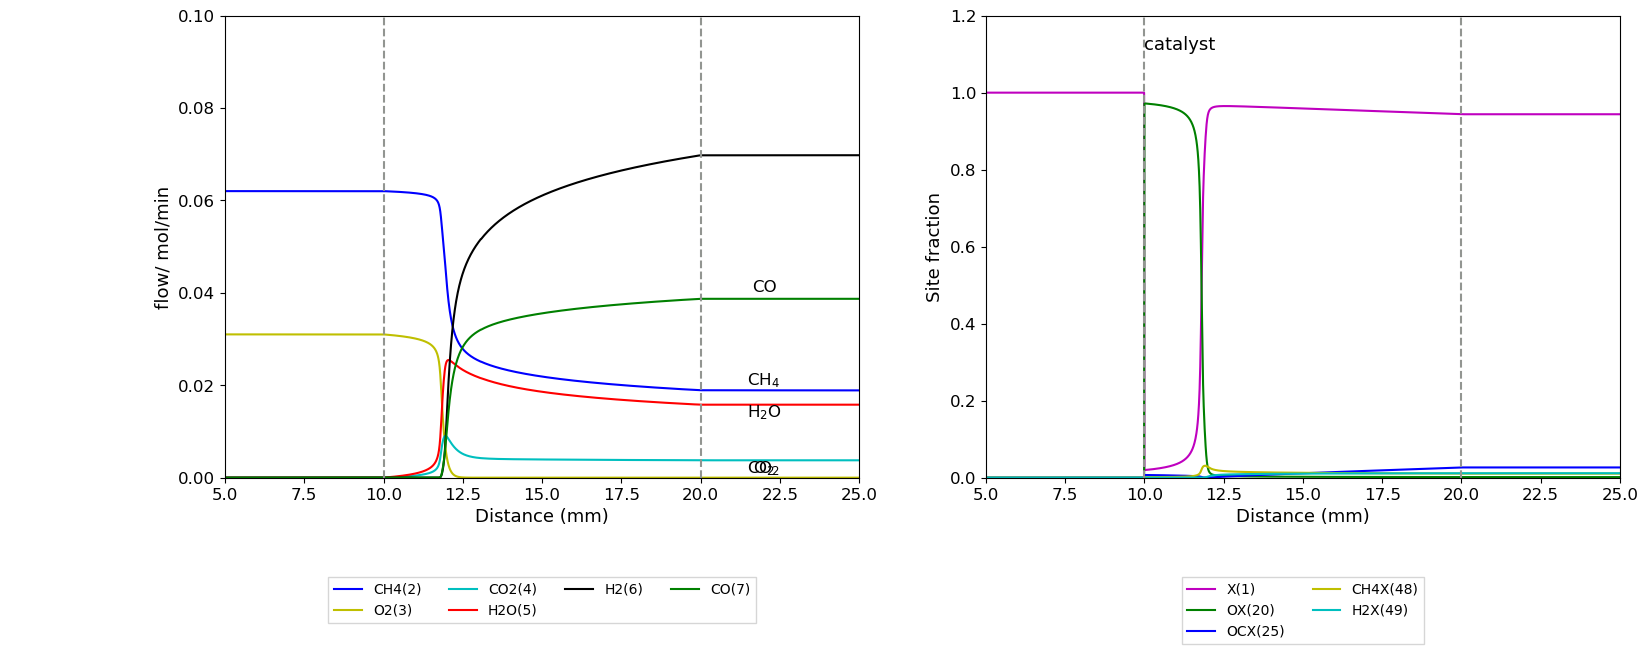 0.10
0.08
0.06
0.04
0.02
0.00
flow/ mol/min
CO
CH₄
H₂O
5.0 7.5 10.0 12.5 15.0 17.5 20.0 22.5 25.0
Distance (mm)
CH4(2) CO2(4) H2(6) CO(7)
O2(3) H2O(5)
1.2
1.0
0.8
0.6
0.4
0.2
0.0
Site fraction
catalyst
5.0 7.5 10.0 12.5 15.0 17.5 20.0 22.5 25.0
Distance (mm)
X(1) CH4X(48)
OX(20) H2X(49)
OCX(25)